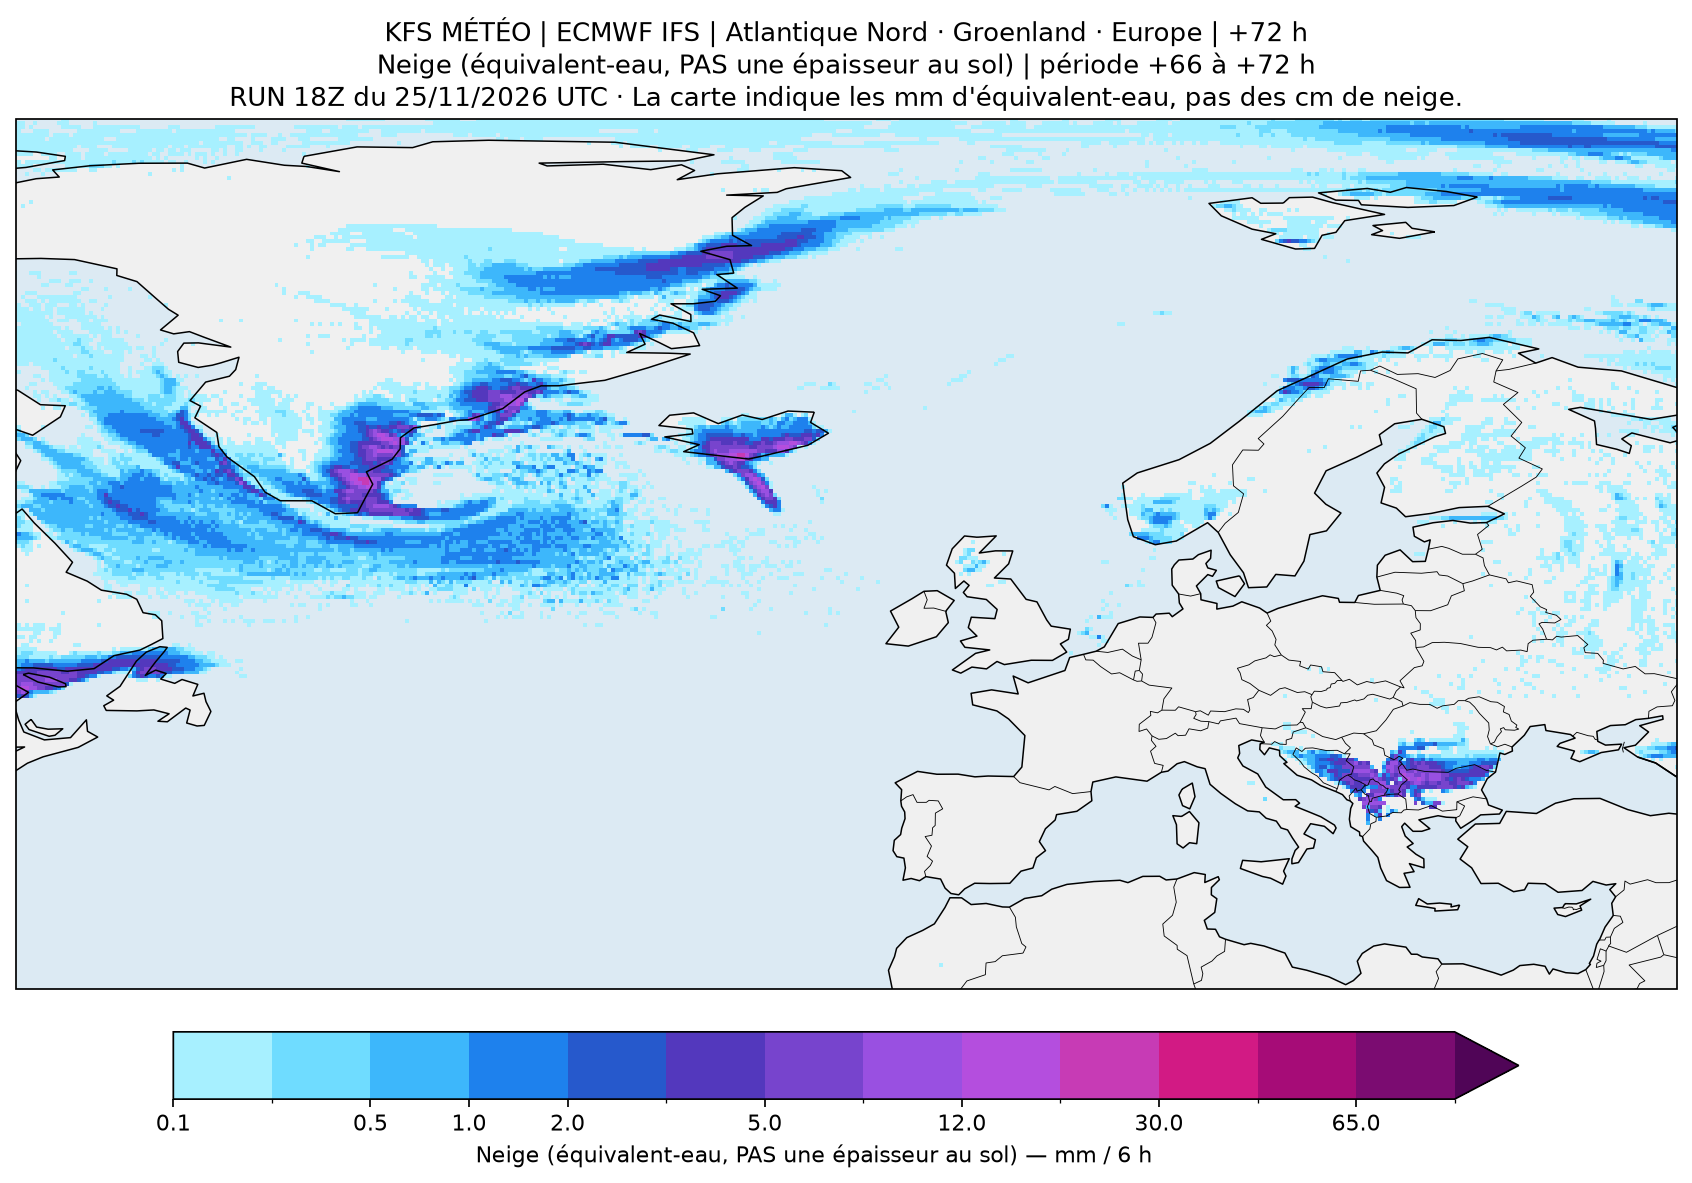 KFS MÉTÉO | ECMWF IFS | Atlantique Nord · Groenland · Europe | +72 h
Neige (équivalent-eau, PAS une épaisseur au sol) | période +66 à +72 h
RUN 18Z du 25/11/2026 UTC · La carte indique les mm d'équivalent-eau, pas des cm de neige.
0.1 0.5 1.0 2.0 5.0 12.0 30.0 65.0
Neige (équivalent-eau, PAS une épaisseur au sol) — mm / 6 h